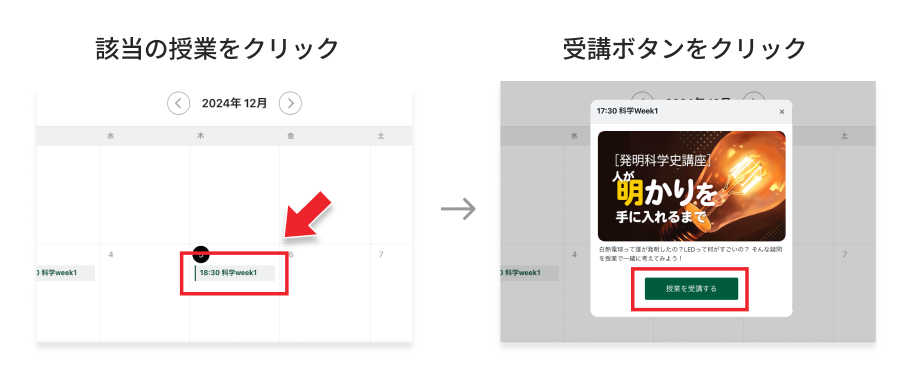 該当の授業をクリック
2024年 12月
水 木 金 土
4 5 6 7
0 科学week1
18:30 科学week1
受講ボタンをクリック
水 土
17:30 科学Week1 ×
[発明科学史講座]
人が
明かりを
手に入れるまで
白熱電球って誰が発明したの？LEDって何がすごいの？ そんな疑問
を授業で一緒に考えてみよう！
授業を受講する
4 7
0 科学week1